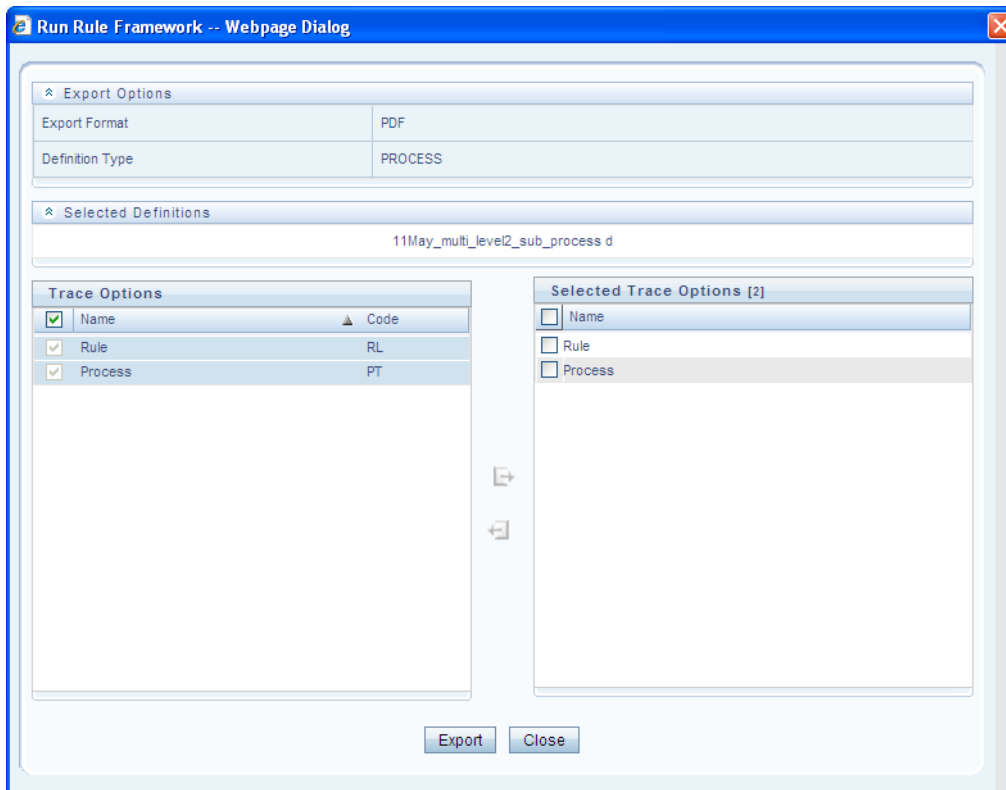 Run Rule Framework -- Webpage Dialog
Export Options
Export Format PDF
Definition Type PROCESS
Selected Definitions
11May_multi_level2_sub_process d
Trace Options
Name Code
Rule RL
Process PT
Selected Trace Options [2]
Name
Rule
Process
Export Close